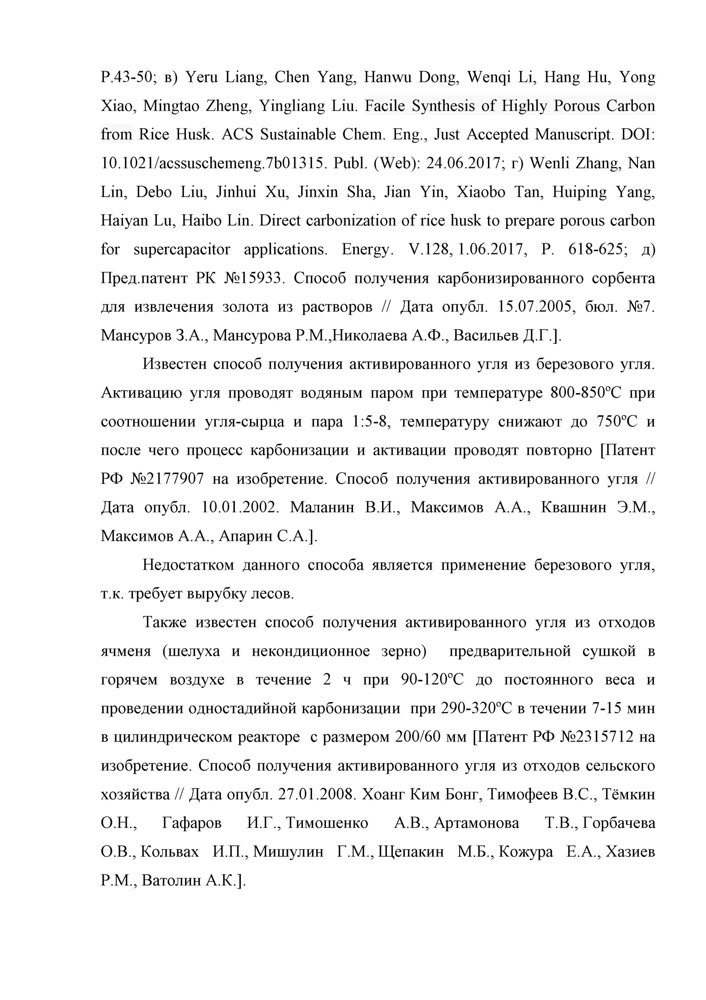 P.43-50; в) Yeru Liang, Chen Yang, Hanwu Dong, Wenqi Li, Hang Hu, Yong
Xiao, Mingtao Zheng, Yingliang Liu. Facile Synthesis of Highly Porous Carbon
from Rice Husk. ACS Sustainable Chem. Eng., Just Accepted Manuscript. DOI:
10.1021/acssuschemeng.7b01315. Publ. (Web): 24.06.2017; г) Wenli Zhang, Nan
Lin, Debo Liu, Jinhui Xu, Jinxin Sha, Jian Yin, Xiaobo Tan, Huiping Yang,
Haiyan Lu, Haibo Lin. Direct carbonization of rice husk to prepare porous carbon
for supercapacitor applications. Energy. V.128, 1.06.2017, P. 618-625; д)
Пред.патент РК №15933. Способ получения карбонизированного сорбента
для извлечения золота из растворов // Дата опубл. 15.07.2005, бюл. №7.
Мансуров З.А., Мансурова Р.М.,Николаева А.Ф., Васильев Д.Г.].
Известен способ получения активированного угля из березового угля.
Активацию угля проводят водяным паром при температуре 800-850ºС при
соотношении угля-сырца и пара 1:5-8, температуру снижают до 750ºС и
после чего процесс карбонизации и активации проводят повторно [Патент
РФ №2177907 на изобретение. Способ получения активированного угля //
Дата опубл. 10.01.2002. Маланин В.И., Максимов А.А., Квашнин Э.М.,
Максимов А.А., Апарин С.А.].
Недостатком данного способа является применение березового угля,
т.к. требует вырубку лесов.
Также известен способ получения активированного угля из отходов
ячменя (шелуха и некондиционное зерно) предварительной сушкой в
горячем воздухе в течение 2 ч при 90-120ºС до постоянного веса и
проведении одностадийной карбонизации при 290-320ºС в течении 7-15 мин
в цилиндрическом реакторе с размером 200/60 мм [Патент РФ №2315712 на
изобретение. Способ получения активированного угля из отходов сельского
хозяйства // Дата опубл. 27.01.2008. Хоанг Ким Бонг, Тимофеев В.С., Тёмкин
О.Н., Гафаров И.Г., Тимошенко А.В., Артамонова Т.В., Горбачева
О.В., Кольвах И.П., Мишулин Г.М., Щепакин М.Б., Кожура Е.А., Хазиев
Р.М., Ватолин А.К.].